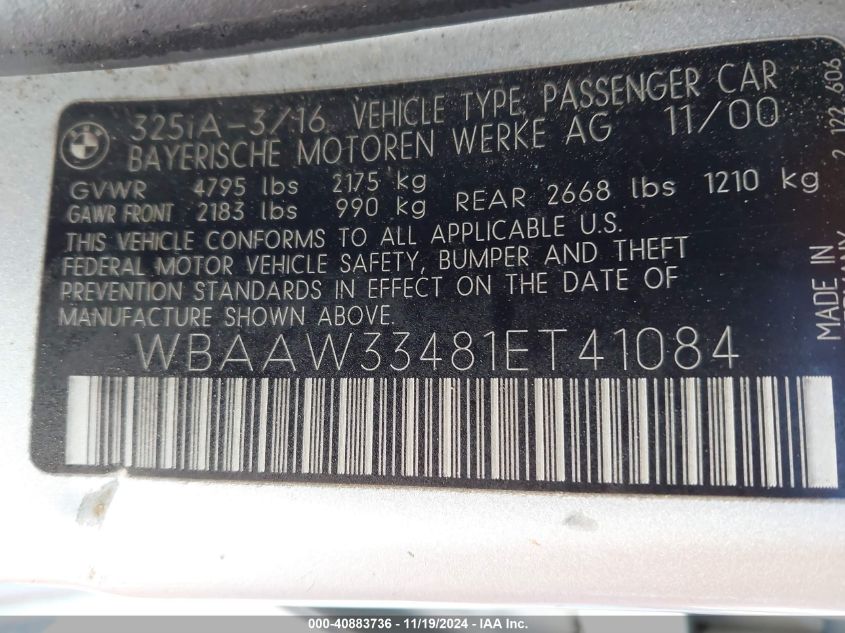 325iA-3/16 VEHICLE TYPE PASSENGER CAR
BAYERISCHE MOTOREN WERKE AG 11/00
GVWR 4795 lbs 2175 kg
GAWR FRONT 2183 lbs 990 kg REAR 2668 lbs 1210 kg
THIS VEHICLE CONFORMS TO ALL APPLICABLE U.S.
FEDERAL MOTOR VEHICLE SAFETY, BUMPER AND THEFT
PREVENTION STANDARDS IN EFFECT ON THE DATE OF
MANUFACTURE SHOWN ABOVE.
WBAAW33481ET41084
2 122 606
MADE IN
000-40883736 - 11/19/2024 - IAA Inc.